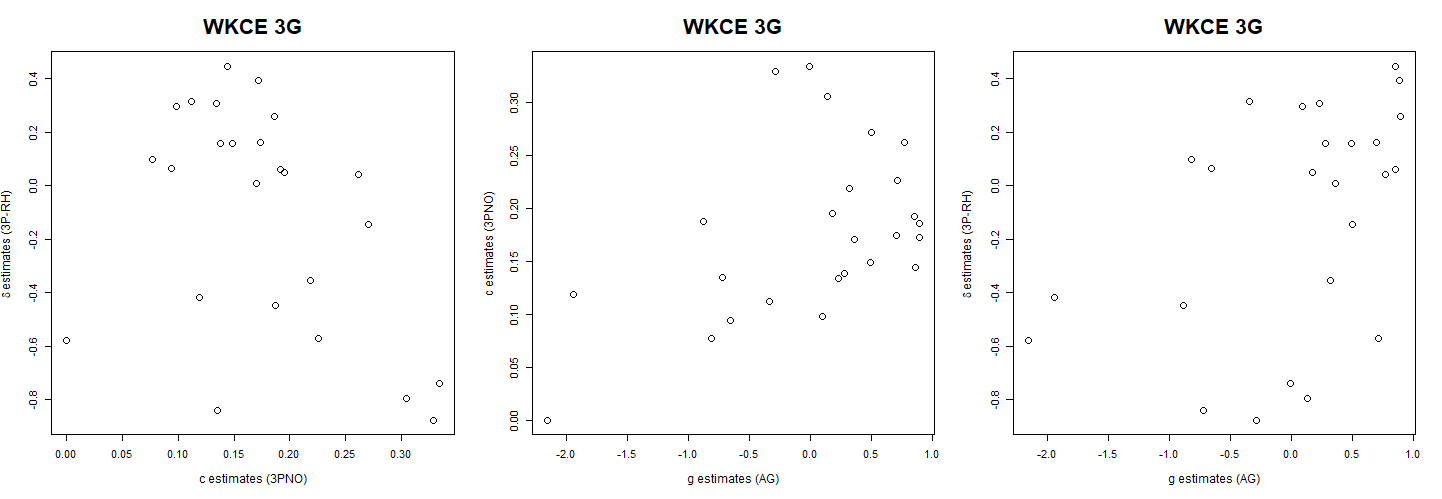 WKCE 3G
δ estimates (3P-RH)
0.4
0.2
0.0
-0.2
-0.4
-0.6
-0.8
0.00 0.05 0.10 0.15 0.20 0.25 0.30
c estimates (3PNO)
WKCE 3G
c estimates (3PNO)
0.30
0.25
0.20
0.15
0.10
0.05
0.00
-2.0 -1.5 -1.0 -0.5 0.0 0.5 1.0
g estimates (AG)
WKCE 3G
δ estimates (3P-RH)
0.4
0.2
0.0
-0.2
-0.4
-0.6
-0.8
-2.0 -1.5 -1.0 -0.5 0.0 0.5 1.0
g estimates (AG)